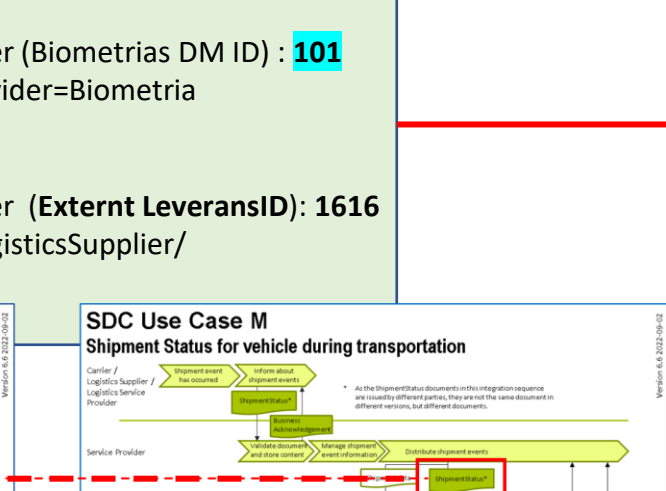 er (Biometrias DM ID) : 101
vider=Biometria
er (Externt LeveransID): 1616
gisticsSupplier/
Version 6.6 2022-09-02
SDC Use Case M
Shipment Status for vehicle during transportation
Version 6.6 2022-09-02
Carrier /
Logistics Supplier /
Logistics Service
Provider
Shipment event
has occurred
Inform about
shipment events
ShipmentStatus*
* As the ShipmentStatus documents in this integration sequence
are issued by different parties, they are not the same document in
different versions, but different documents.
Business
Acknowledgement
Service Provider
Validate document
and store content
Manage shipment
event information
Distribute shipment events
ShipmentStatus*